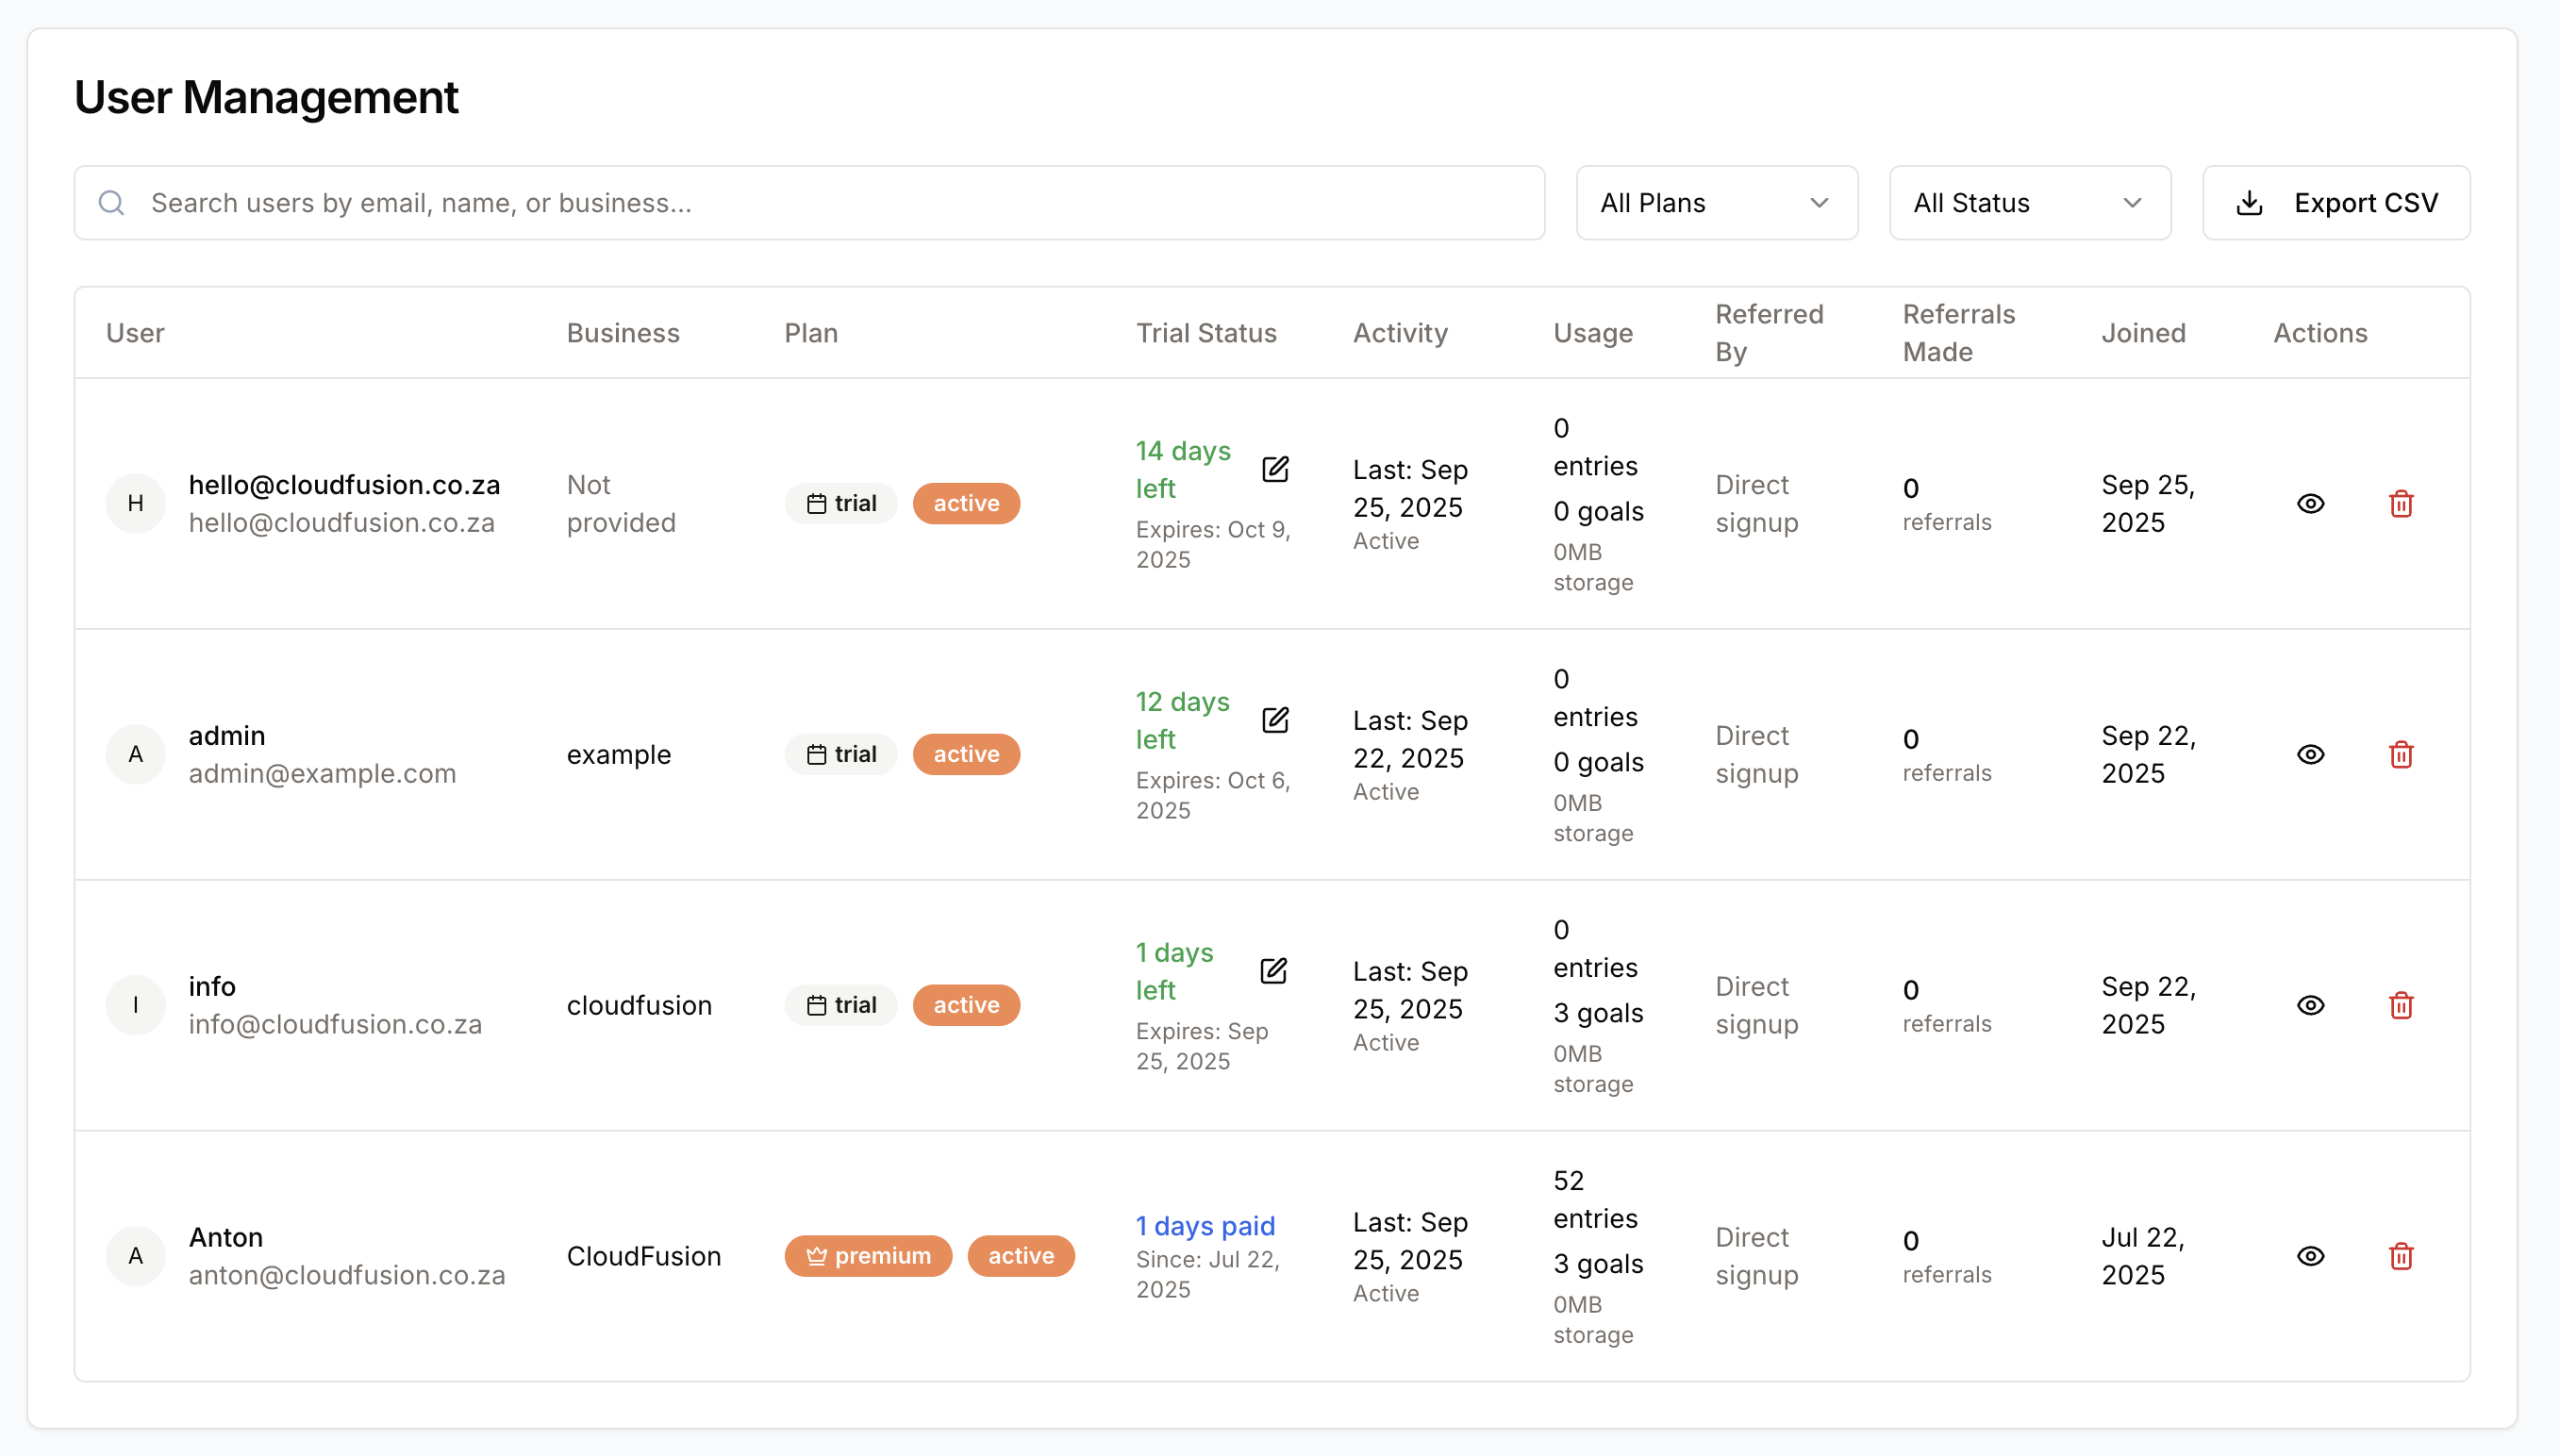 User Management
Search users by email, name, or business...
All Plans
All Status
Export CSV
User
Business
Plan
Trial Status
Activity
Usage
Referred
By
Referrals
Made
Joined
Actions
H
hello@cloudfusion.co.za
hello@cloudfusion.co.za
Not
provided
trial
active
14 days
left
Expires: Oct 9,
2025
Last: Sep
25, 2025
Active
0
entries
0 goals
0MB
storage
Direct
signup
0
referrals
Sep 25,
2025
A
admin
admin@example.com
example
trial
active
12 days
left
Expires: Oct 6,
2025
Last: Sep
22, 2025
Active
0
entries
0 goals
0MB
storage
Direct
signup
0
referrals
Sep 22,
2025
I
info
info@cloudfusion.co.za
cloudfusion
trial
active
1 days
left
Expires: Sep
25, 2025
Last: Sep
25, 2025
Active
0
entries
3 goals
0MB
storage
Direct
signup
0
referrals
Sep 22,
2025
A
Anton
anton@cloudfusion.co.za
CloudFusion
premium
active
1 days paid
Since: Jul 22,
2025
Last: Sep
25, 2025
Active
52
entries
3 goals
0MB
storage
Direct
signup
0
referrals
Jul 22,
2025